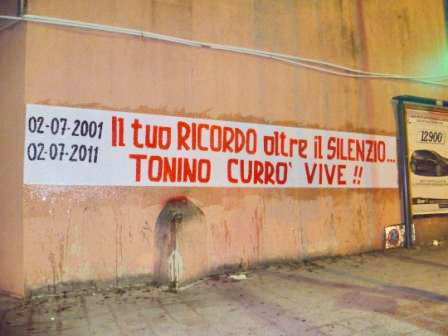 02-07-2001
02-07-2011
Il tuo RICORDO oltre il SILENZIO...
TONINO CURRO' VIVE !!
12900